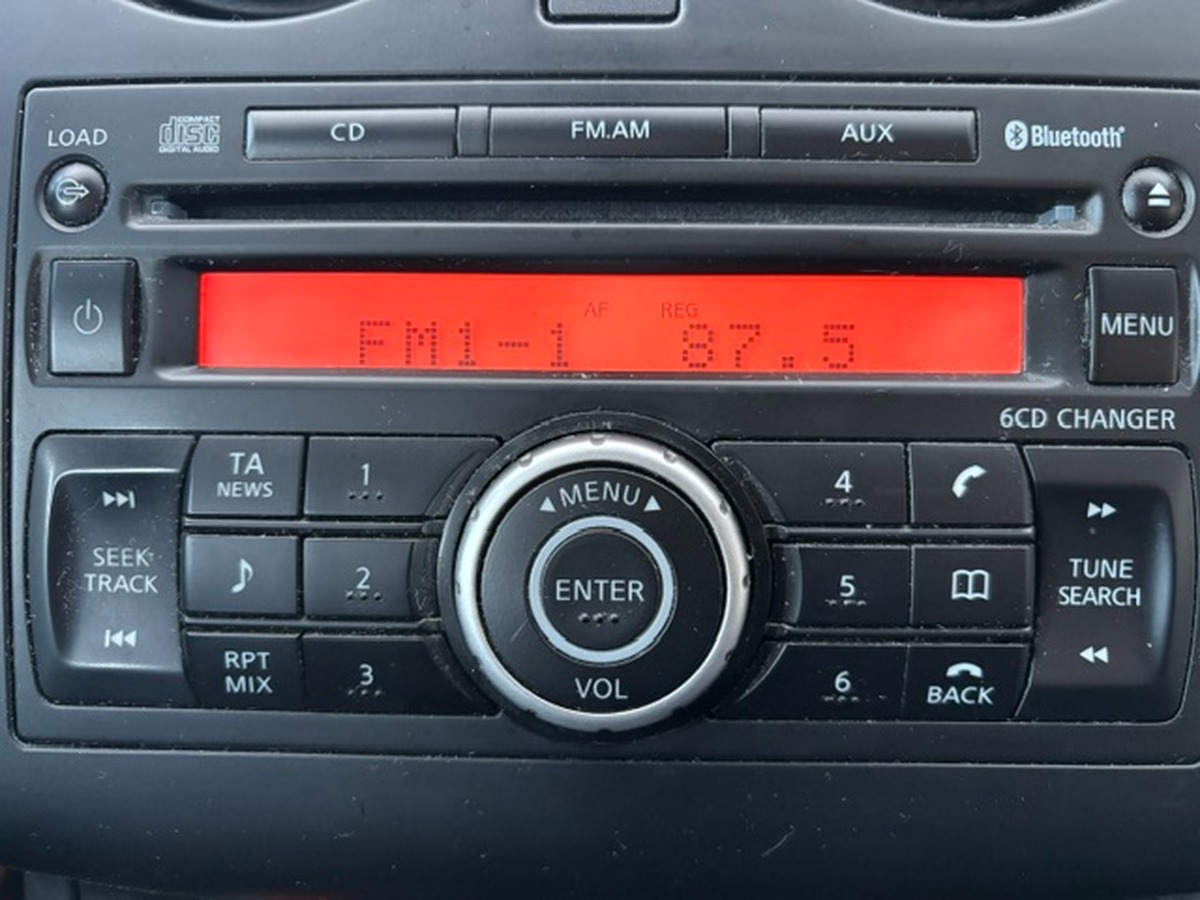 LOAD
COMPACT
disc
DIGITAL AUDIO
CD
FM.AM
AUX
Bluetooth®
AF REG
FM1-1 87.5
MENU
6CD CHANGER
SEEK
TRACK
TA
NEWS
1
2
RPT
MIX
3
MENU
ENTER
VOL
4
5
6
BACK
TUNE
SEARCH